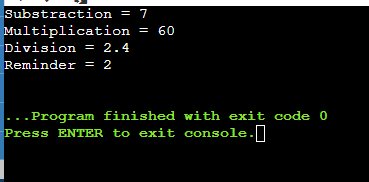 Substraction = 7
Multiplication = 60
Division = 2.4
Reminder = 2
...Program finished with exit code 0
Press ENTER to exit console.